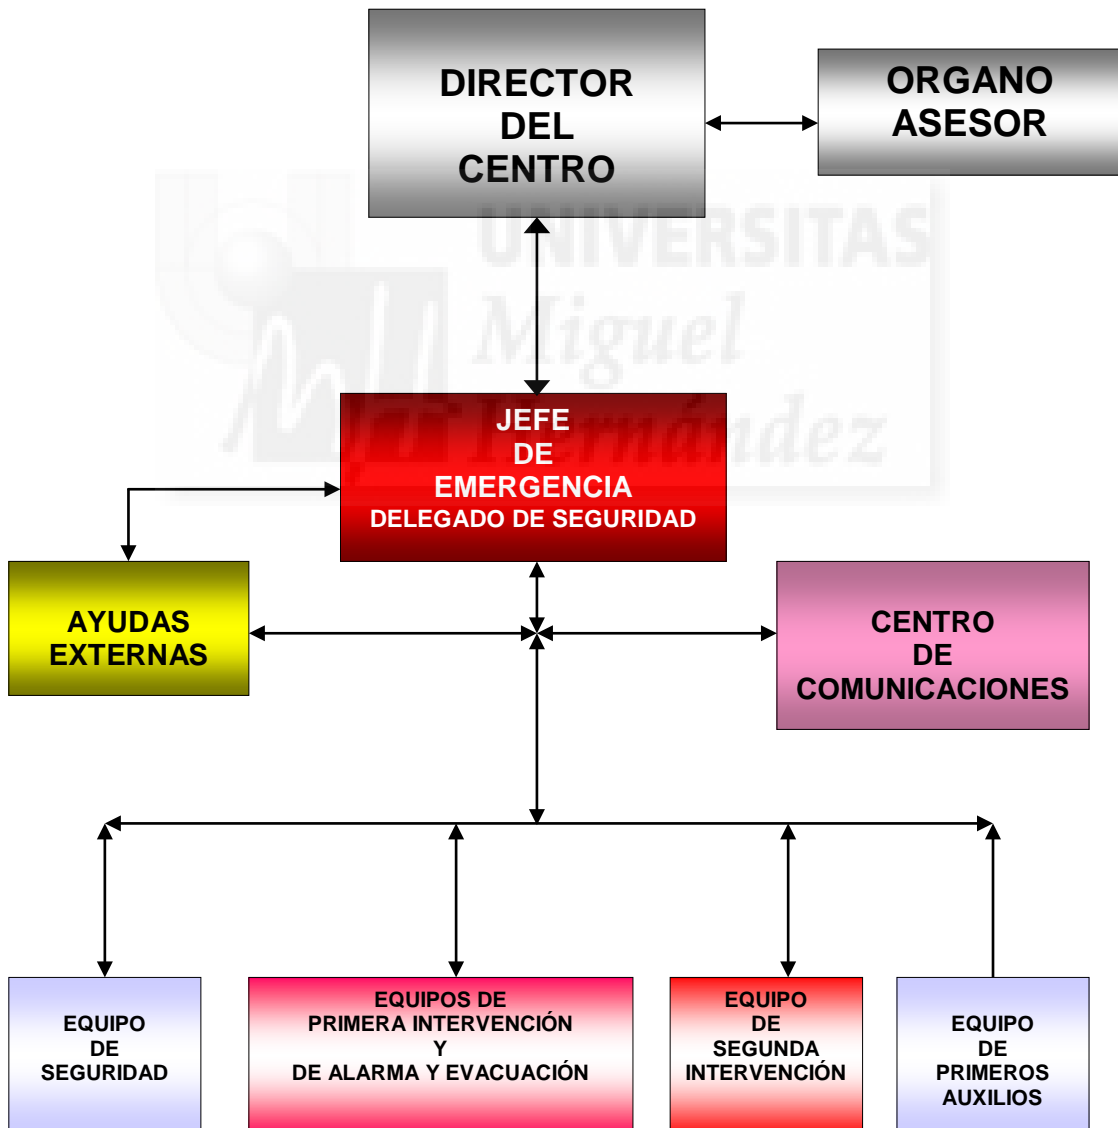 DIRECTOR
DEL
CENTRO
ORGANO
ASESOR
UNIVERSITAS
Miguel
Hernández
JEFE
DE
EMERGENCIA
DELEGADO DE SEGURIDAD
AYUDAS
EXTERNAS
CENTRO
DE
COMUNICACIONES
EQUIPO
DE
SEGURIDAD
EQUIPOS DE
PRIMERA INTERVENCIÓN
Y
DE ALARMA Y EVACUACIÓN
EQUIPO
DE
SEGUNDA
INTERVENCIÓN
EQUIPO
DE
PRIMEROS
AUXILIOS